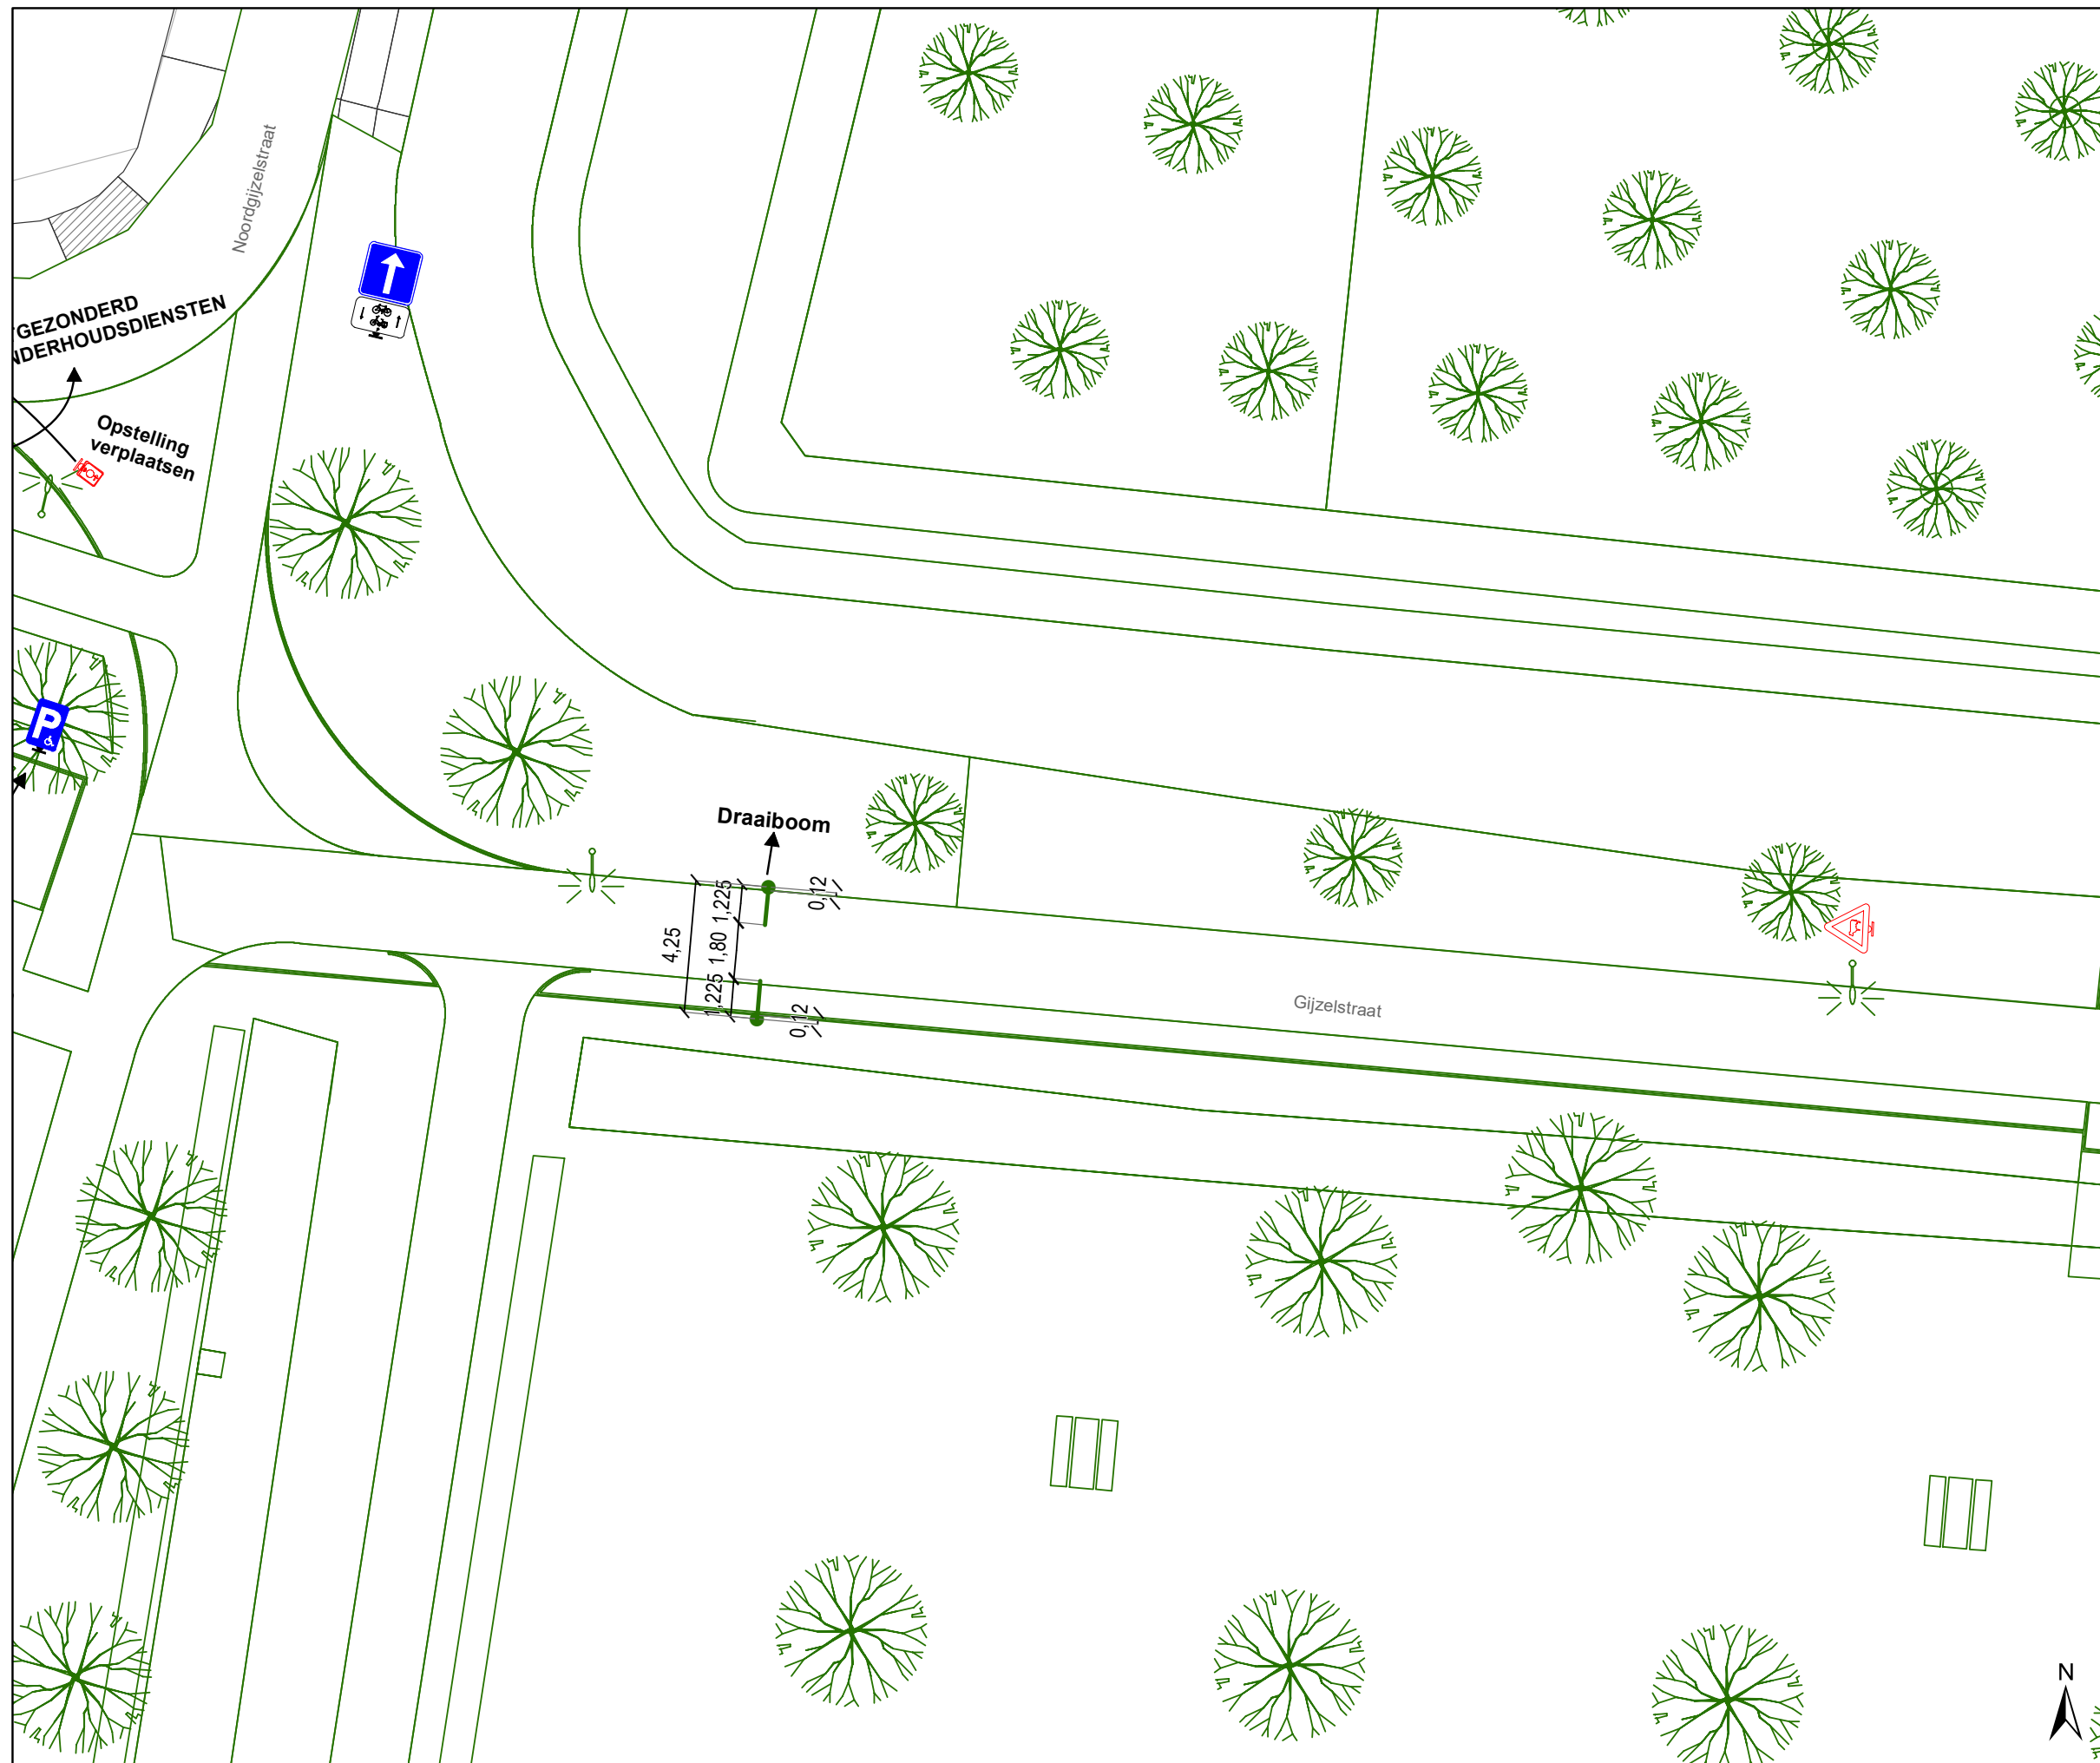 Noordgijzelstraat
GEZONDERD
NDERHOUDSDIENSTEN
Opstelling
verplaatsen
P
Draaiboom
0,12
1,225
4,25
1,80
1,225
0,12
Gijzelstraat
N